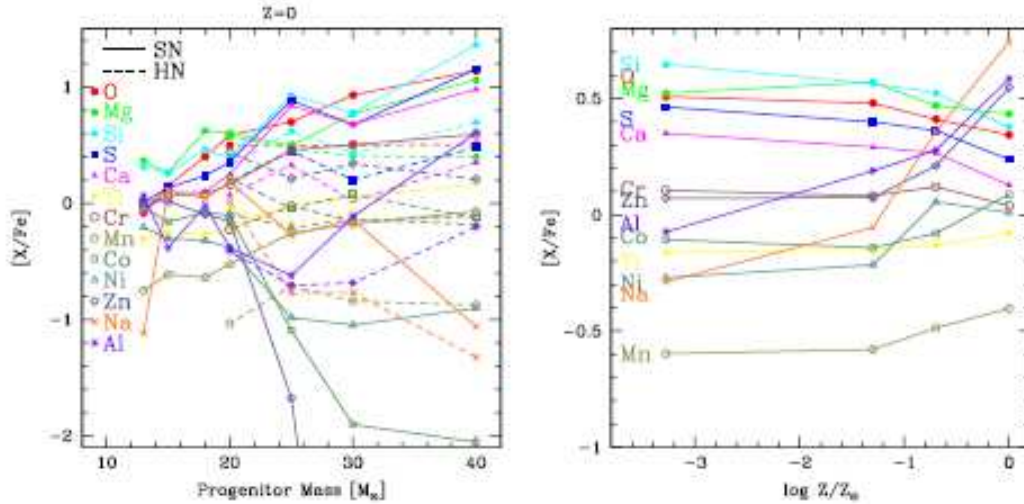 Z=0
SN
HN
O
Mg
Si
S
Ca
Cr
Mn
Co
Ni
Zn
Na
Al
[X/Fe]
1
0
-1
-2
10
20
30
40
Progenitor Mass
Si
O
Mg
S
Ca
Cr
Zn
Al
Co
Ni
Na
Mn
[X/Fe]
0.5
0
-0.5
-1
-3
-2
-1
0
log Z/Z⊙